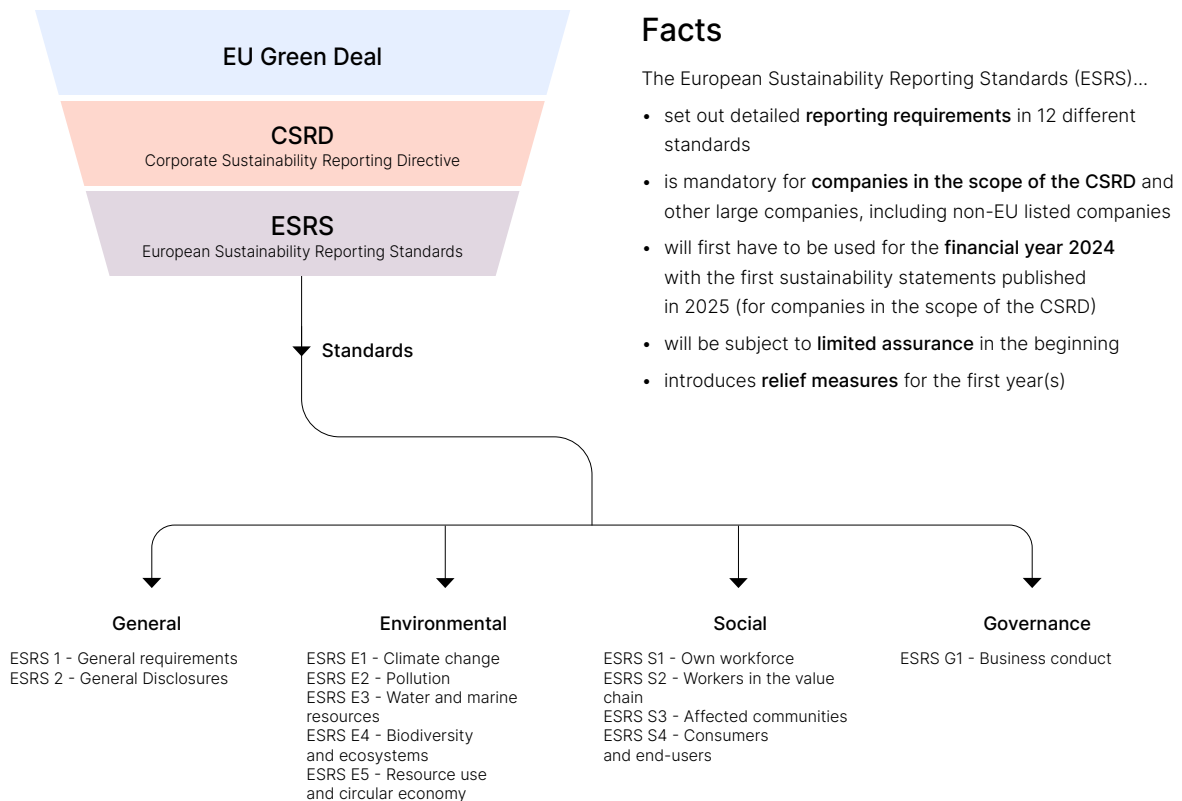 EU Green Deal
CSRD
Corporate Sustainability Reporting Directive
ESRS
European Sustainability Reporting Standards
Standards
Facts
The European Sustainability Reporting Standards (ESRS)...
• set out detailed reporting requirements in 12 different
standards
• is mandatory for companies in the scope of the CSRD and
other large companies, including non-EU listed companies
• will first have to be used for the financial year 2024
with the first sustainability statements published
in 2025 (for companies in the scope of the CSRD)
• will be subject to limited assurance in the beginning
• introduces relief measures for the first year(s)
General
ESRS 1 - General requirements
ESRS 2 - General Disclosures
Environmental
ESRS E1 - Climate change
ESRS E2 - Pollution
ESRS E3 - Water and marine
resources
ESRS E4 - Biodiversity
and ecosystems
ESRS E5 - Resource use
and circular economy
Social
ESRS S1 - Own workforce
ESRS S2 - Workers in the value
chain
ESRS S3 - Affected communities
ESRS S4 - Consumers
and end-users
Governance
ESRS G1 - Business conduct